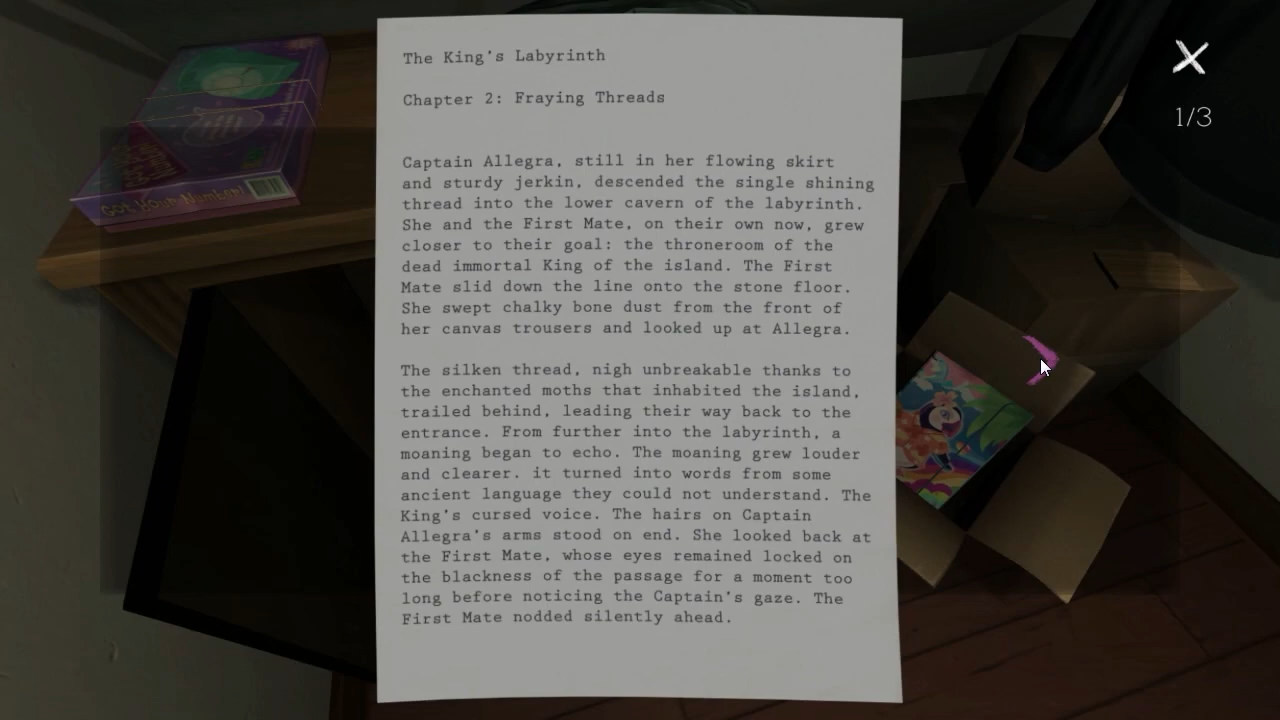 The King's Labyrinth
Chapter 2: Fraying Threads
Captain Allegra, still in her flowing skirt
and sturdy jerkin, descended the single shining
thread into the lower cavern of the labyrinth.
She and the First Mate, on their own now, grew
closer to their goal: the throneroom of the
dead immortal King of the island. The First
Mate slid down the line onto the stone floor.
She swept chalky bone dust from the front of
her canvas trousers and looked up at Allegra.
The silken thread, nigh unbreakable thanks to
the enchanted moths that inhabited the island,
trailed behind, leading their way back to the
entrance. From further into the labyrinth, a
moaning began to echo. The moaning grew louder
and clearer. it turned into words from some
ancient language they could not understand. The
King's cursed voice. The hairs on Captain
Allegra's arms stood on end. She looked back at
the First Mate, whose eyes remained locked on
the blackness of the passage for a moment too
long before noticing the Captain's gaze. The
First Mate nodded silently ahead.
1/3
Got Your Number!